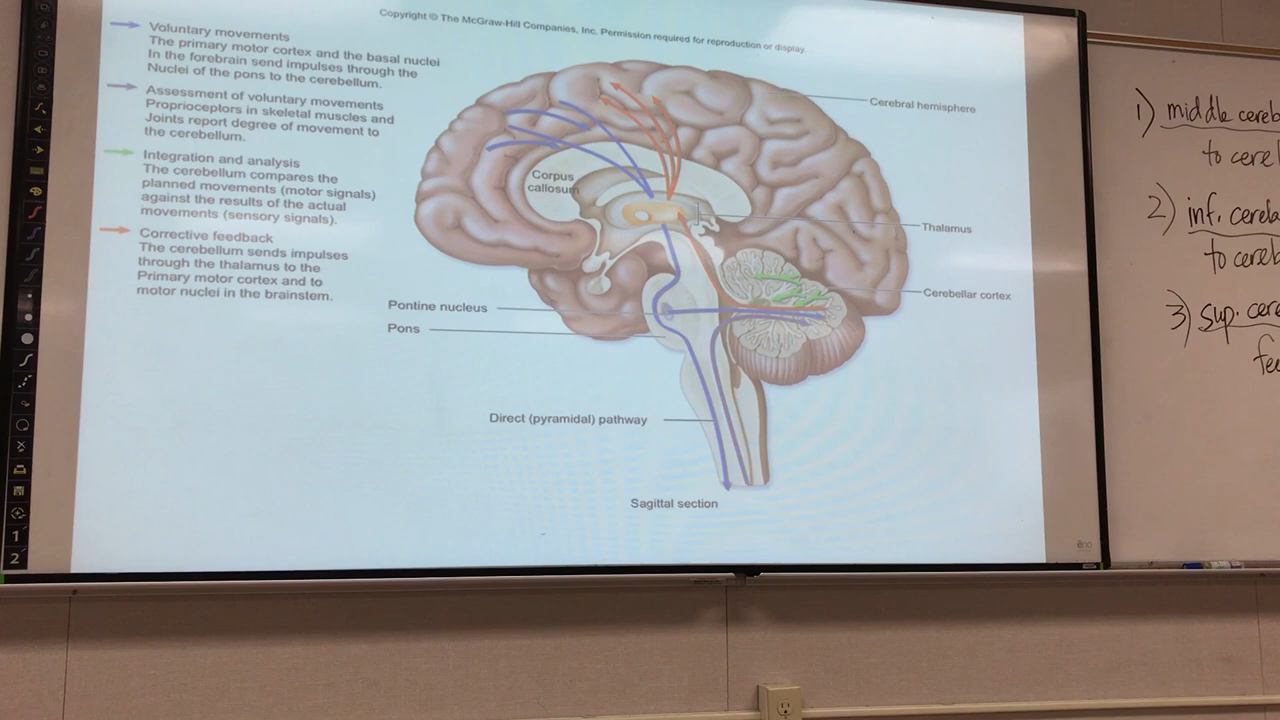 Copyright © The McGraw-Hill Companies, Inc. Permission required for reproduction or display.
Voluntary movements
The primary motor cortex and the basal nuclei
In the forebrain send impulses through the
Nuclei of the pons to the cerebellum.
Assessment of voluntary movements
Proprioceptors in skeletal muscles and
Joints report degree of movement to
the cerebellum.
Integration and analysis
The cerebellum compares the
planned movements (motor signals)
against the results of the actual
movements (sensory signals).
Corrective feedback
The cerebellum sends impulses
through the thalamus to the
Primary motor cortex and to
motor nuclei in the brainstem.
Cerebral hemisphere
Corpus
callosum
Thalamus
Cerebellar cortex
Pontine nucleus
Pons
Direct (pyramidal) pathway
Sagittal section
1
2
1) middle cereb
to cerel
2) inf. cerela
to cereb
3) sup. cere
fee